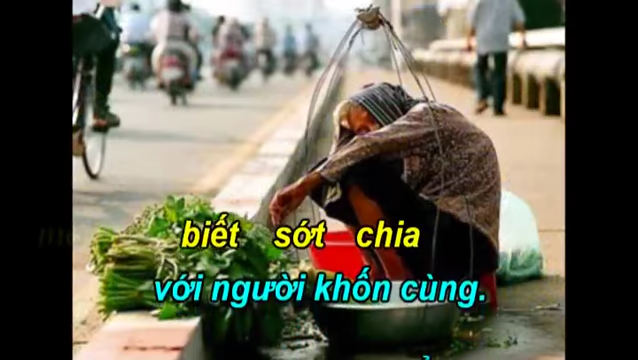 biết sớt chia
với người khốn cùng.